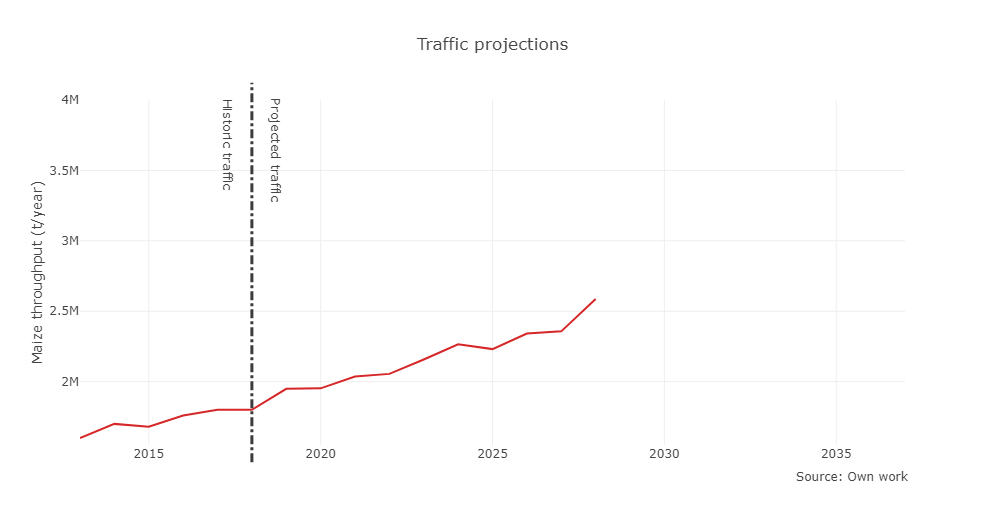 Traffic projections
4M
3.5M
3M
2.5M
2M
Maize throughput (t/year)
Historic traffic
Projected traffic
2015
2020
2025
2030
2035
Source: Own work